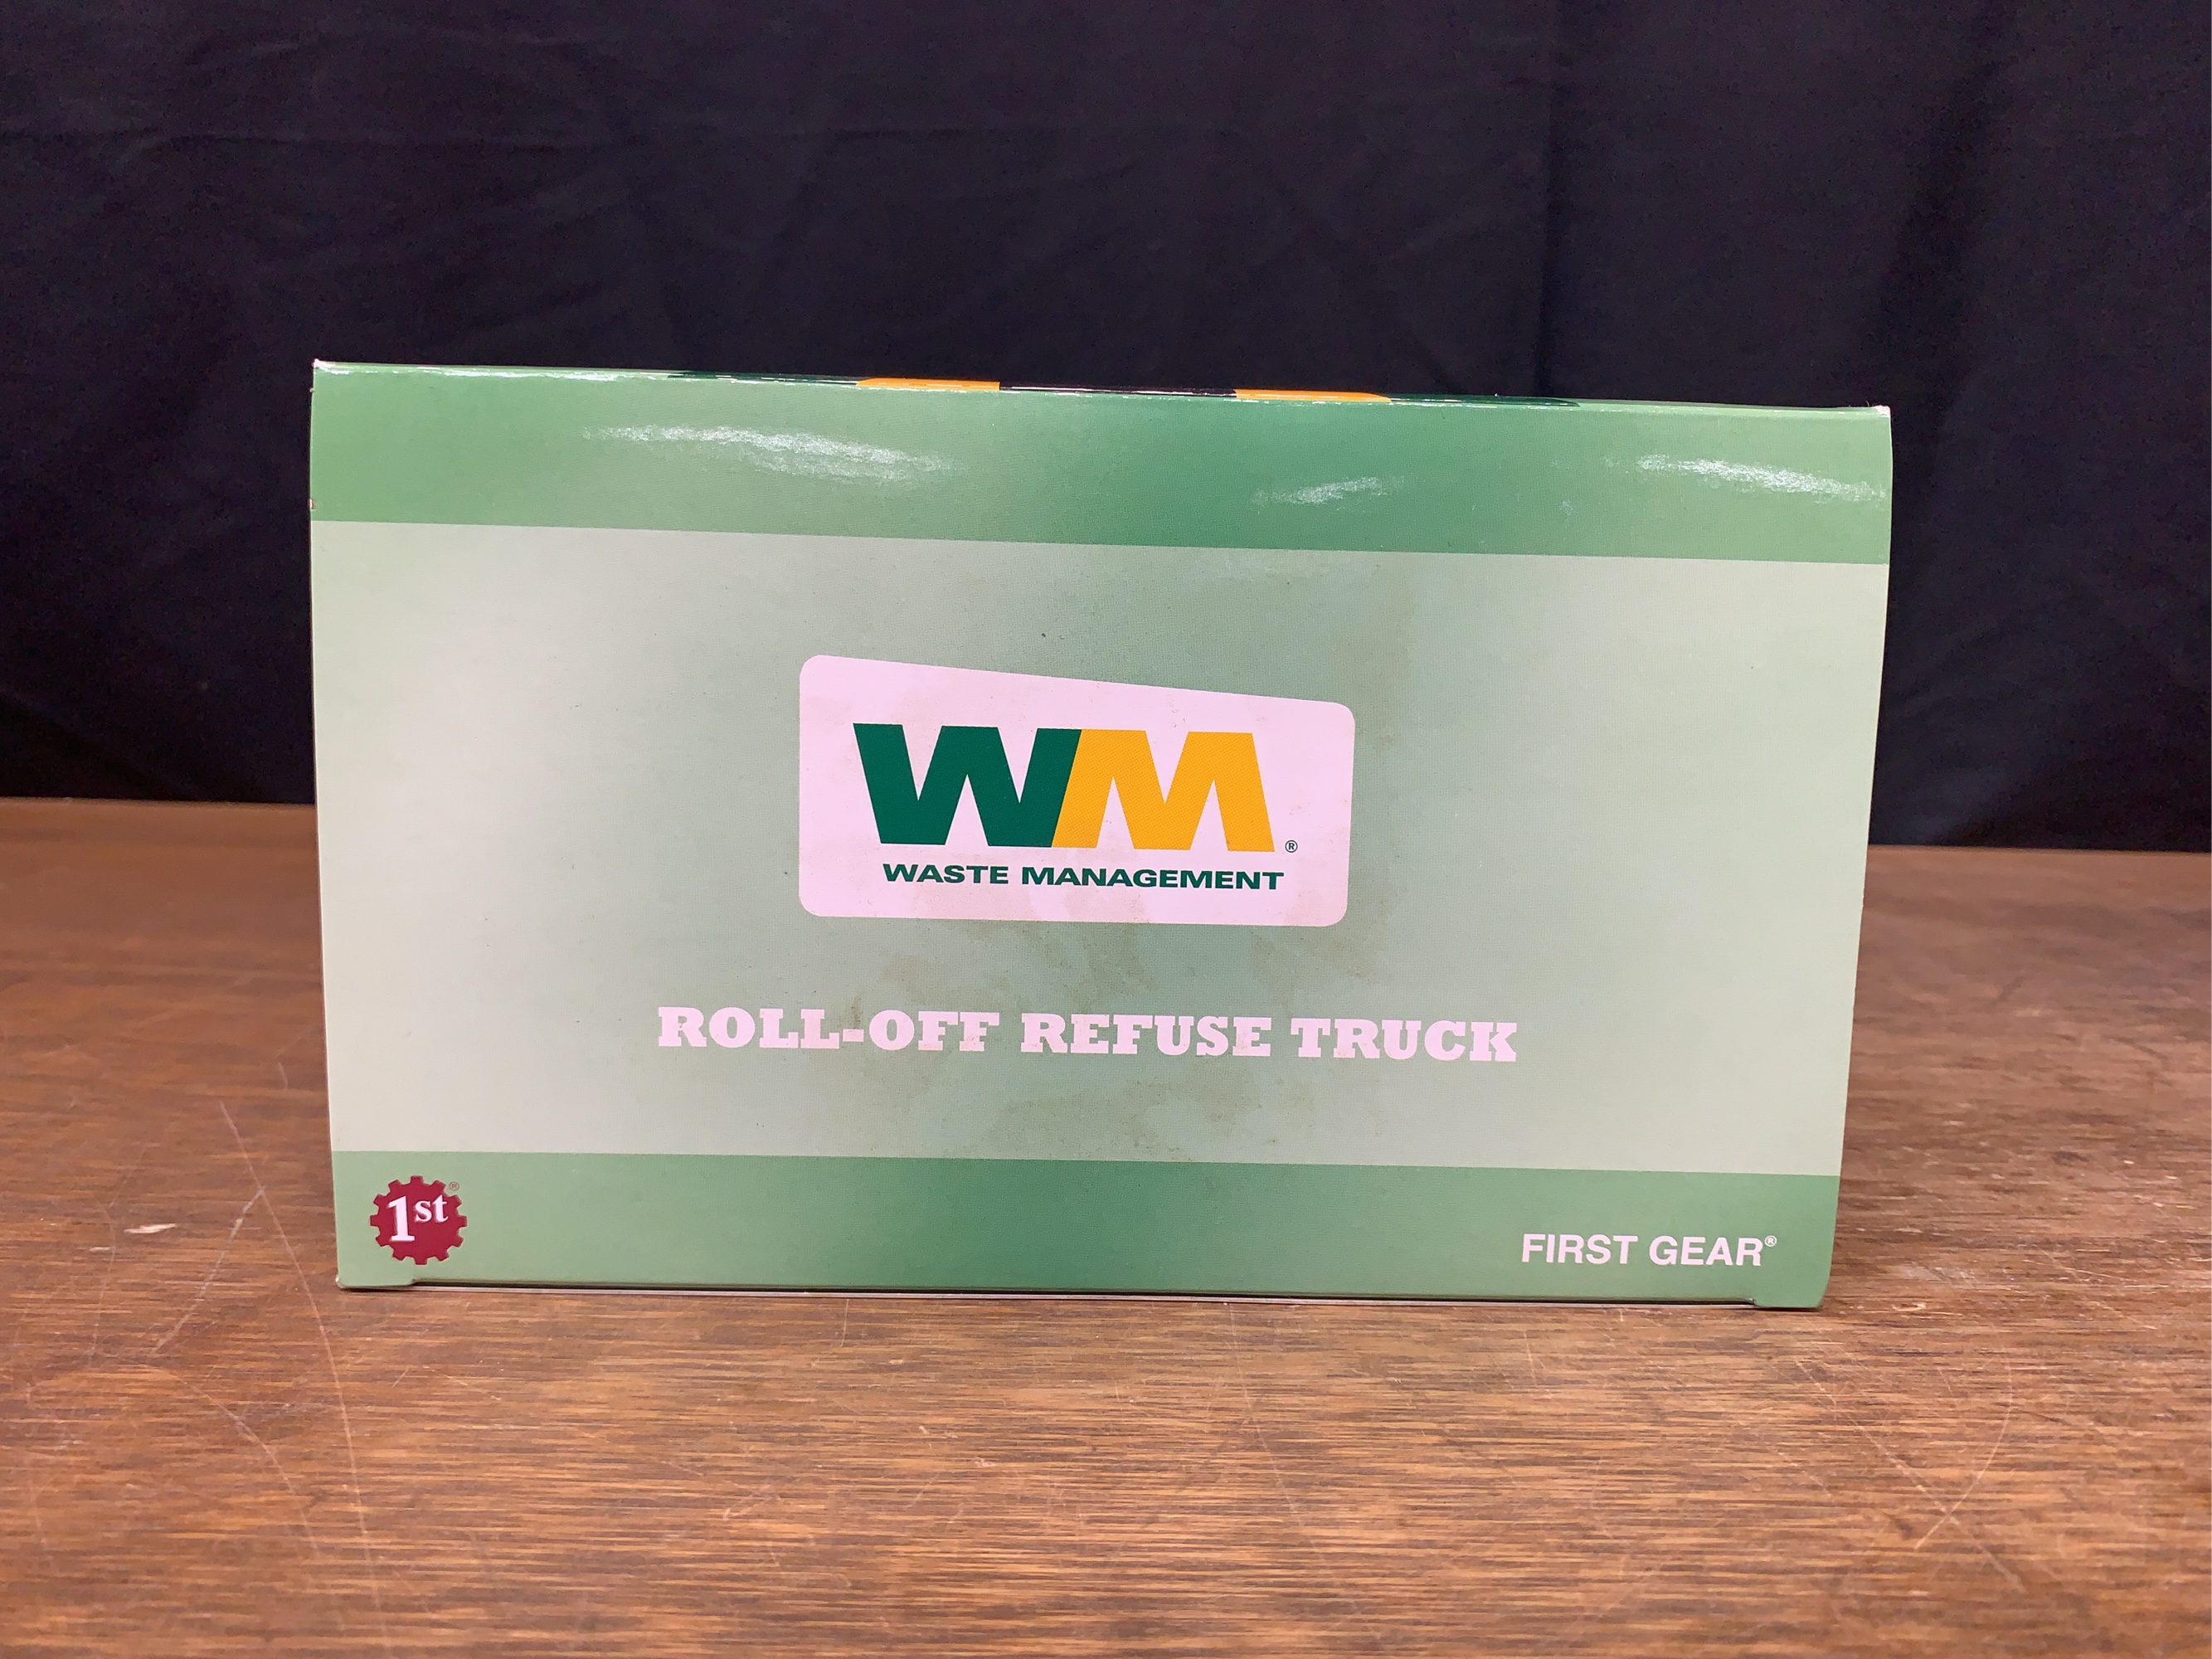 WM®
WASTE MANAGEMENT
ROLL-OFF REFUSE TRUCK
1st®
FIRST GEAR®